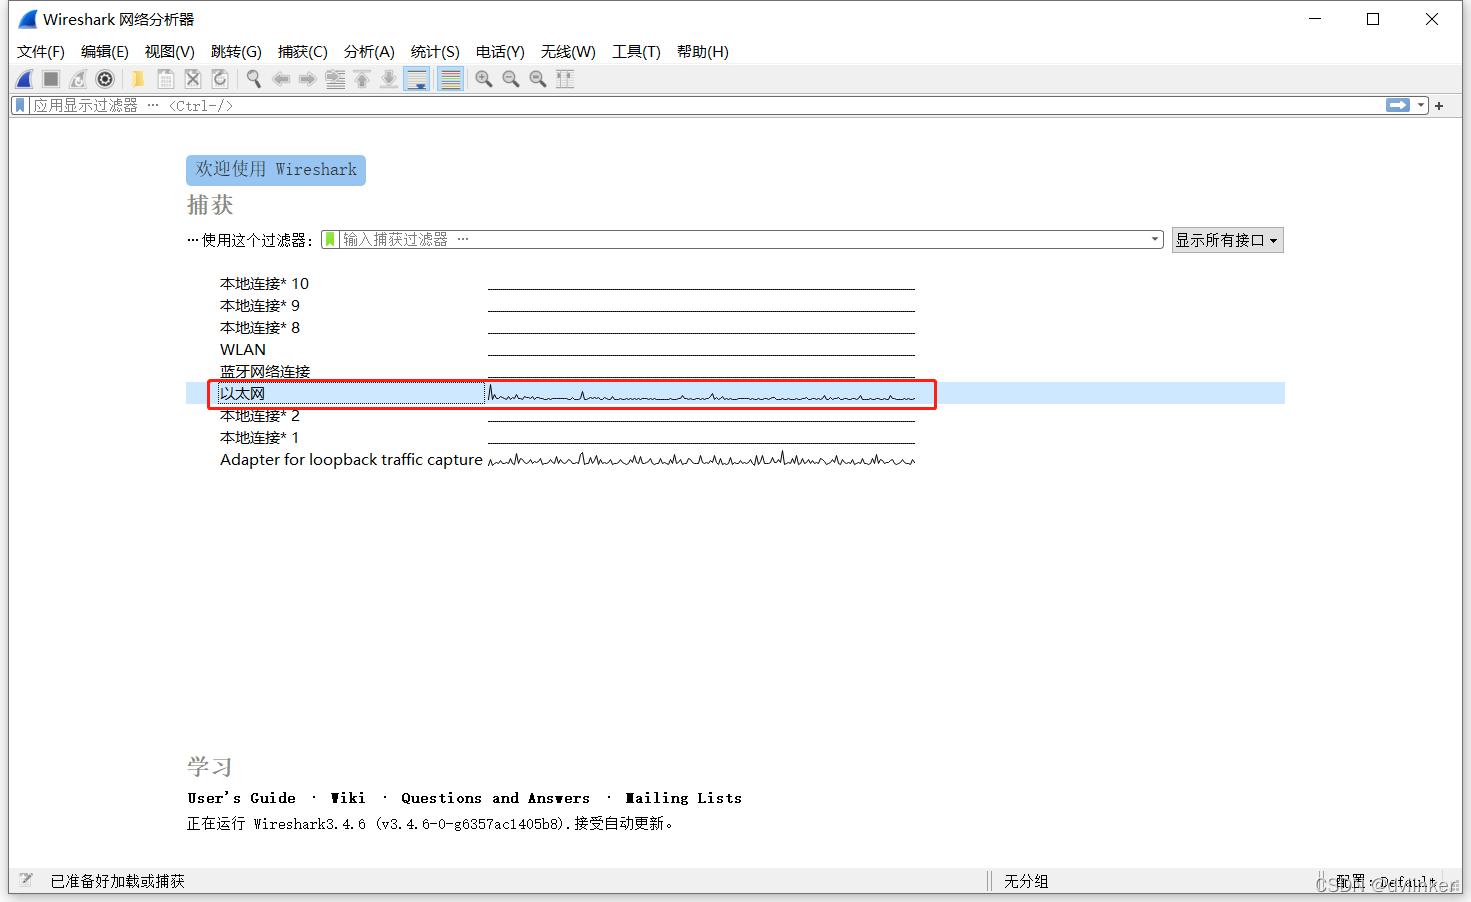 Wireshark 网络分析器
文件(F) 编辑(E) 视图(V) 跳转(G) 捕获(C) 分析(A) 统计(S) 电话(Y) 无线(W) 工具(T) 帮助(H)
应用显示过滤器 … <Ctrl-/>
欢迎使用 Wireshark
捕获
…使用这个过滤器: 输入捕获过滤器 … 显示所有接口
本地连接* 10
本地连接* 9
本地连接* 8
WLAN
蓝牙网络连接
以太网
本地连接* 2
本地连接* 1
Adapter for loopback traffic capture
学习
User's Guide · Wiki · Questions and Answers · Mailing Lists
正在运行 Wireshark3.4.6 (v3.4.6-0-g6357ac1405b8).接受自动更新。
已准备好加载或捕获 无分组 配置: Default
CSDN @dvlinker